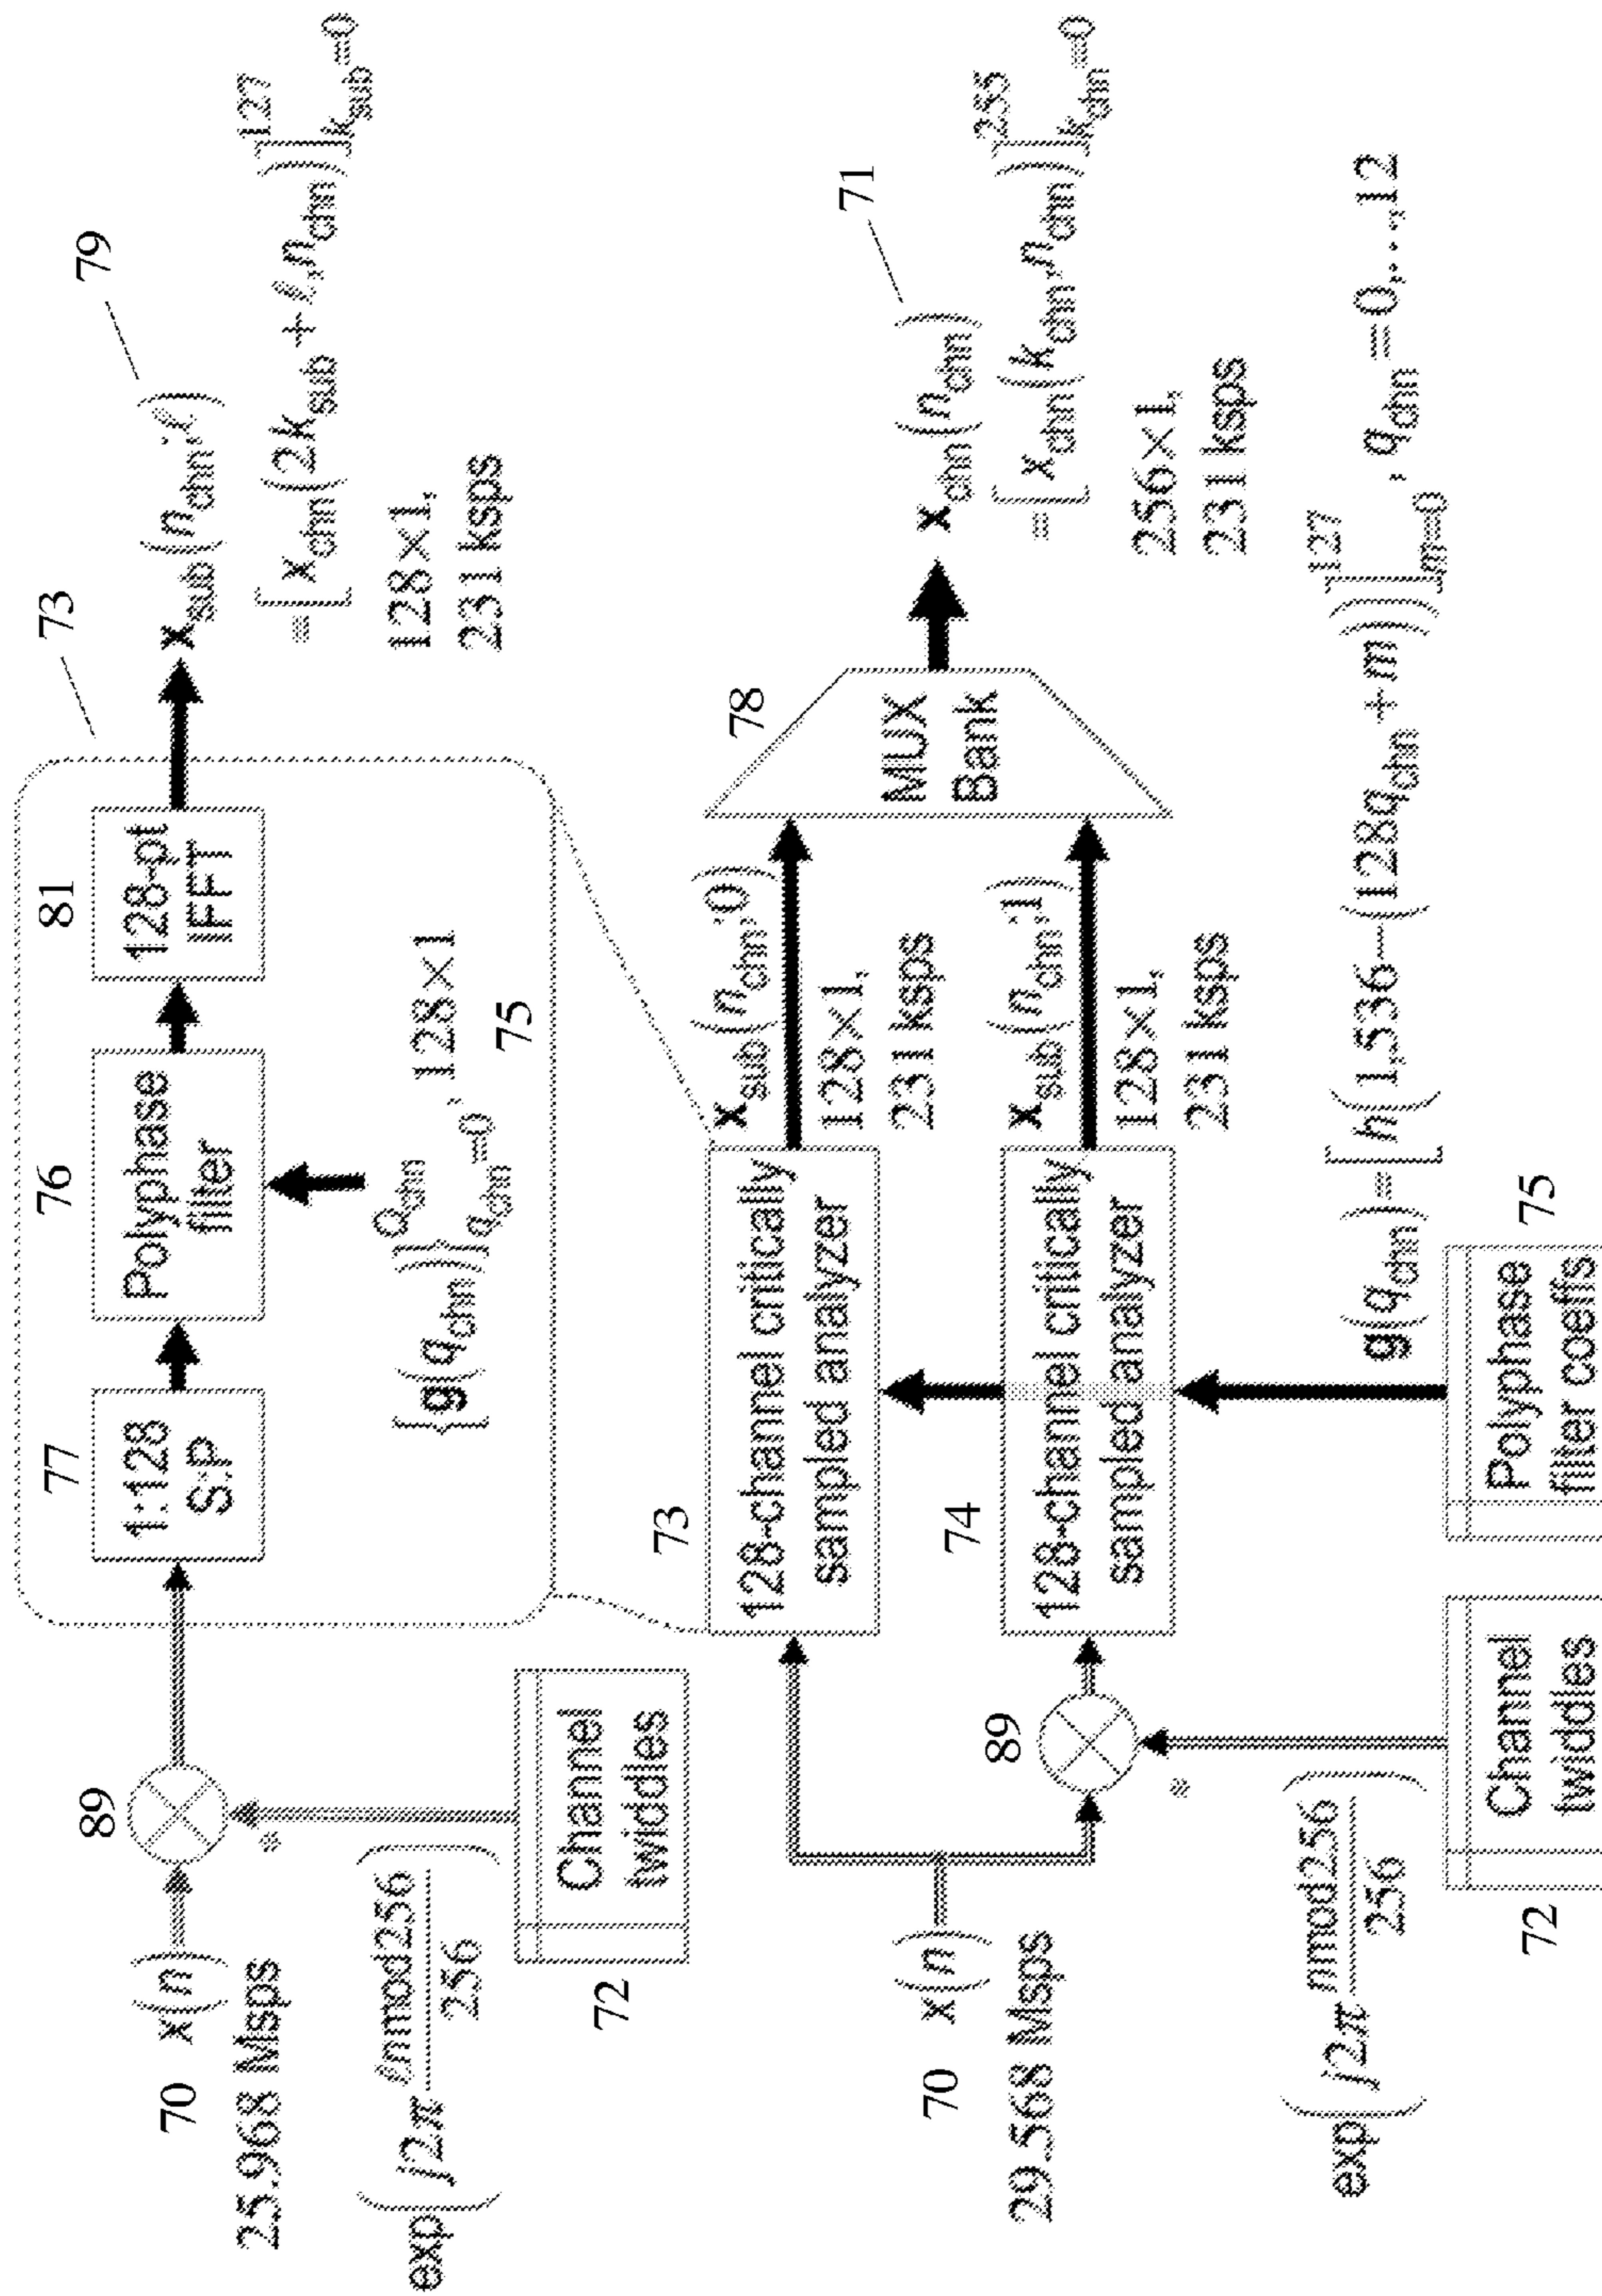 89
70 x(n)
25.968 Msps
*
exp(j2π ℓnmod256 / 256)
72
Channel
twiddles
77
1:128
S:P
76
Polyphase
filter
81
128-pt
IFFT
73
79
{g(q_chn)}^{Q_chn}_{q_chn=0}, 128×1
75
x_sub(n_chn;ℓ)
=[x_chn(2k_sub + ℓ,n_chn)]^{127}_{k_sub=0}
128×1,
231 ksps
70 x(n)
29.568 Msps
89
*
exp(j2π nmod256 / 256)
72
Channel
twiddles
73
128-channel critically
sampled analyzer
74
128-channel critically
sampled analyzer
x_sub(n_chn;0)
128×1,
231 ksps
x_sub(n_chn;1)
128×1,
231 ksps
78
MUX
Bank
71
x_chn(n_chn)
=[x_chn(k_chn,n_chn)]^{255}_{k_chn=0}
256×1,
231 ksps
g(q_chn)=[h(1,536−(128q_chn +m))]^{127}_{m=0}, q_chn=0,...,12
75
Polyphase
filter coeffs